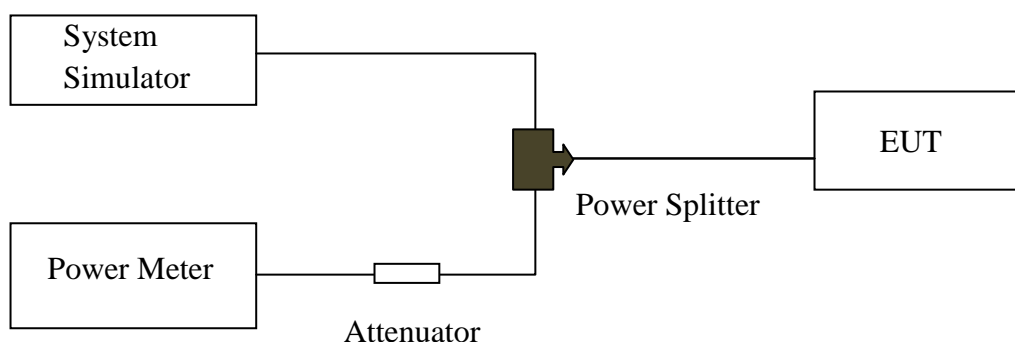 System
Simulator
EUT
Power Splitter
Power Meter
Attenuator